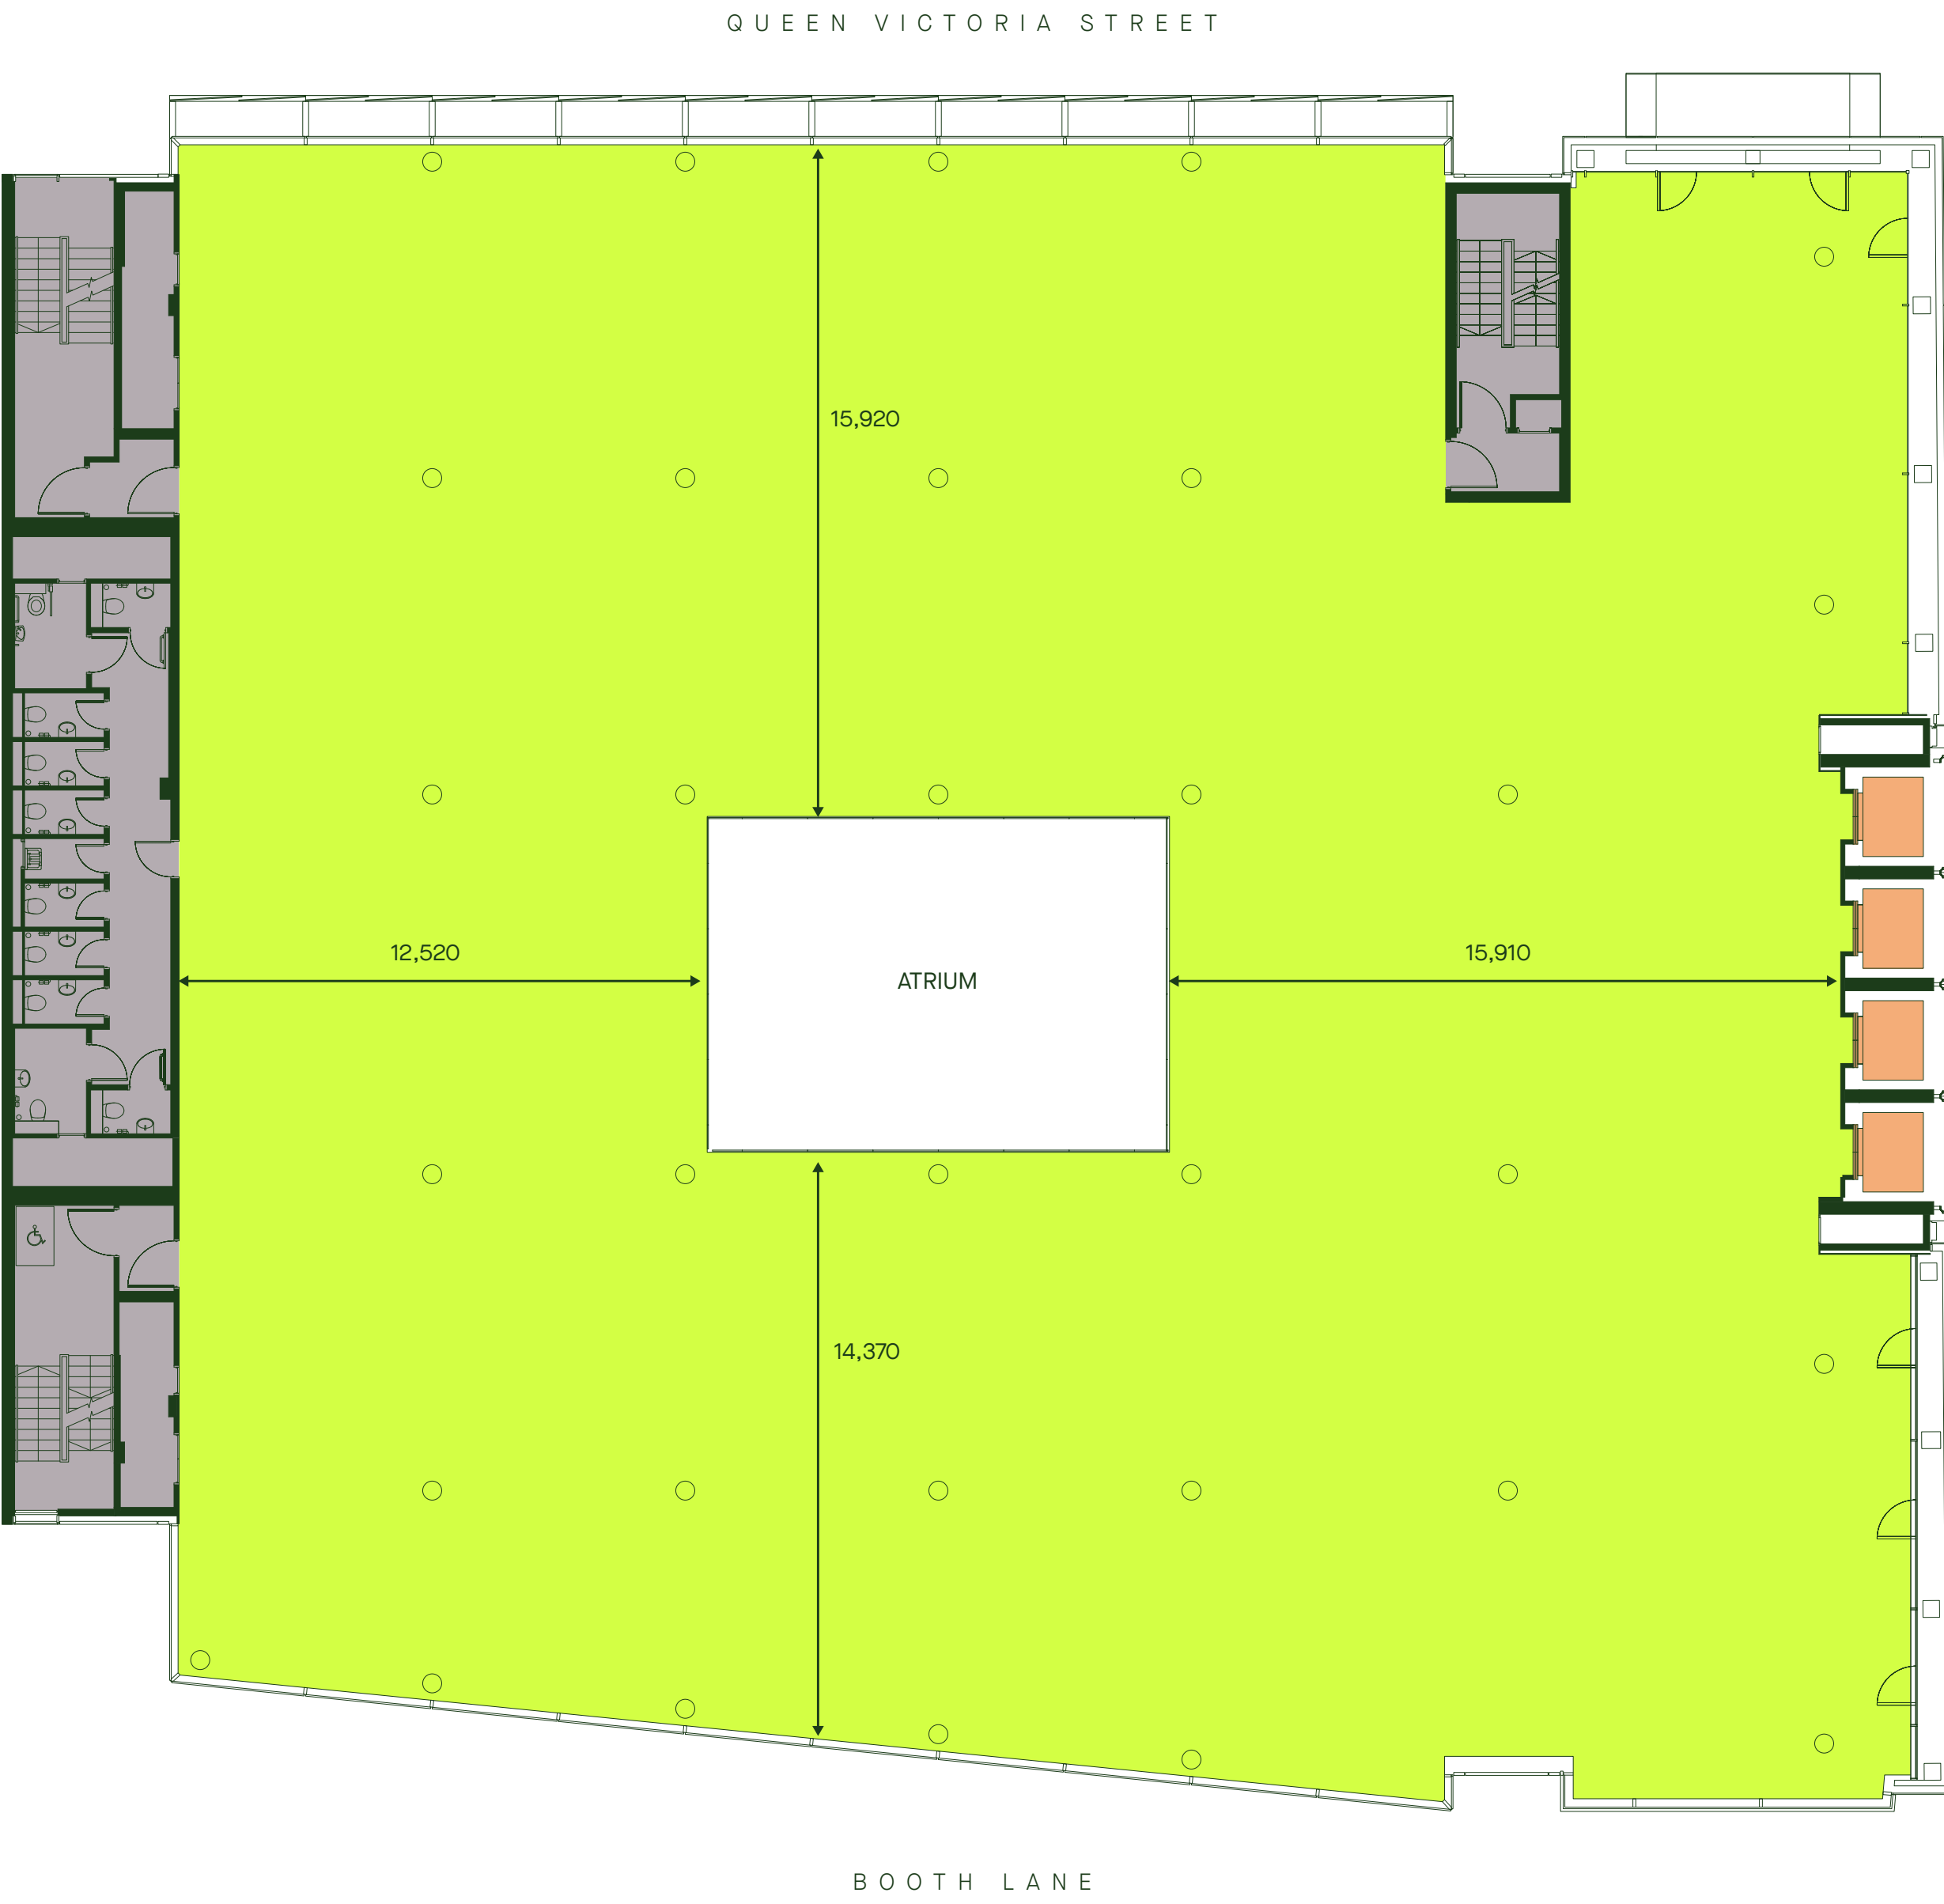 QUEEN VICTORIA STREET
15,920
12,520
15,910
ATRIUM
14,370
BOOTH LANE